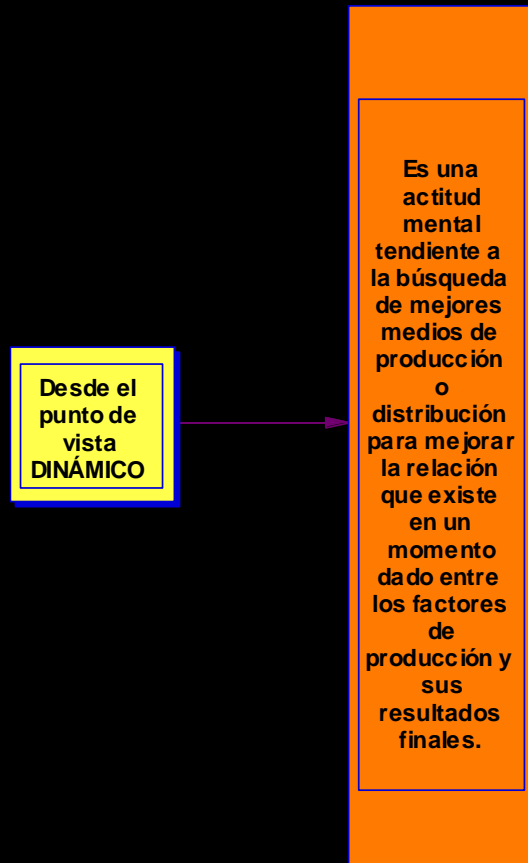 Desde el
punto de
vista
DINÁMICO
Es una
actitud
mental
tendiente a
la búsqueda
de mejores
medios de
producción
o
distribución
para mejorar
la relación
que existe
en un
momento
dado entre
los factores
de
producción y
sus
resultados
finales.